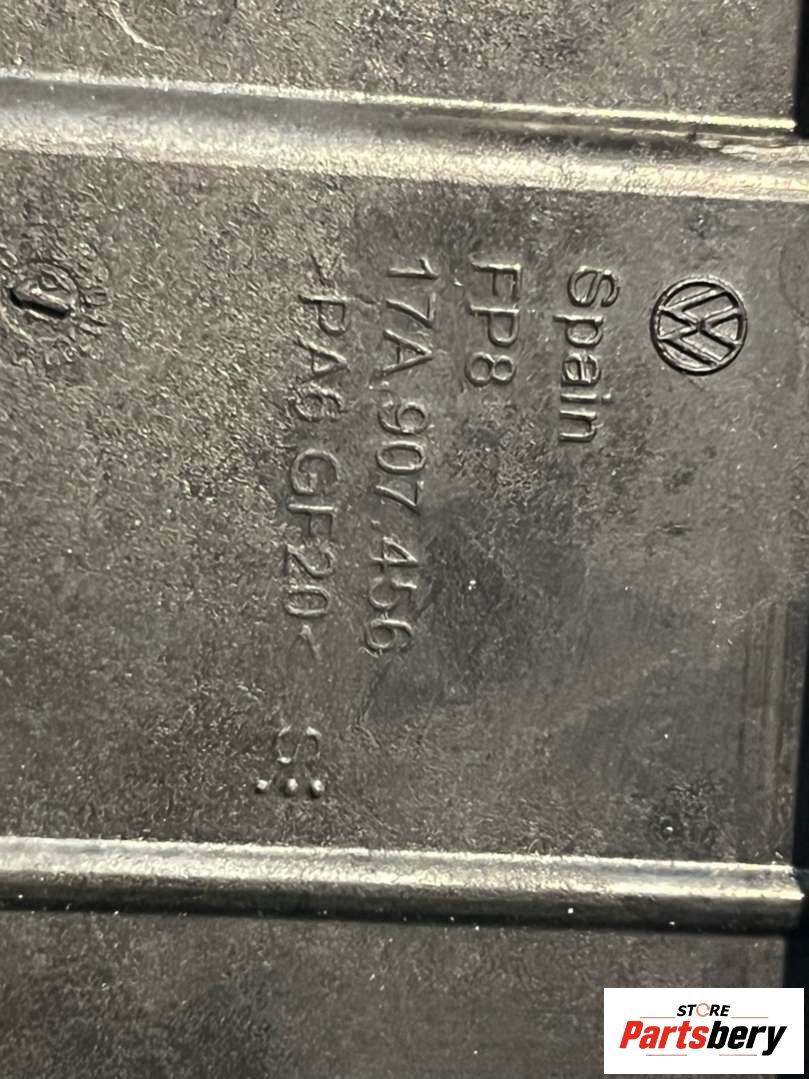 Spain
FP8
17A.907.456
>PA6 GF20<
S
STORE
Partsbery